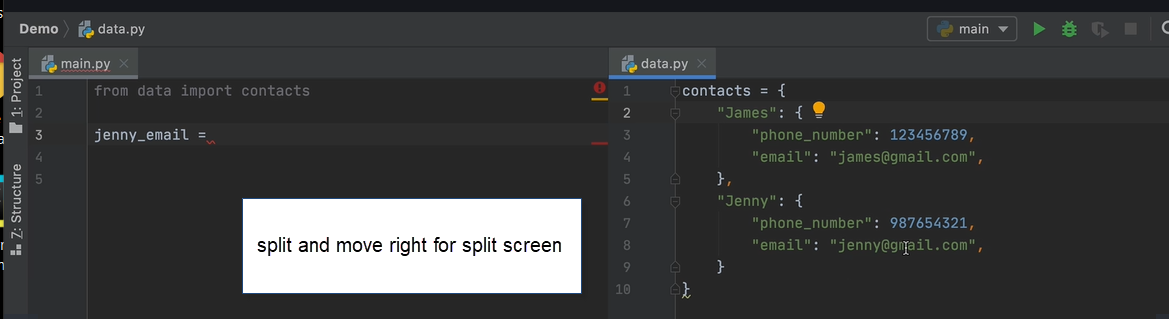 Demo data.py
main
1: Project
Z: Structure
main.py
1 from data import contacts
2
3 jenny_email =
4
5
split and move right for split screen
data.py
1 contacts = {
2 "James": {
3 "phone_number": 123456789,
4 "email": "james@gmail.com",
5 },
6 "Jenny": {
7 "phone_number": 987654321,
8 "email": "jenny@gmail.com",
9 }
10 }